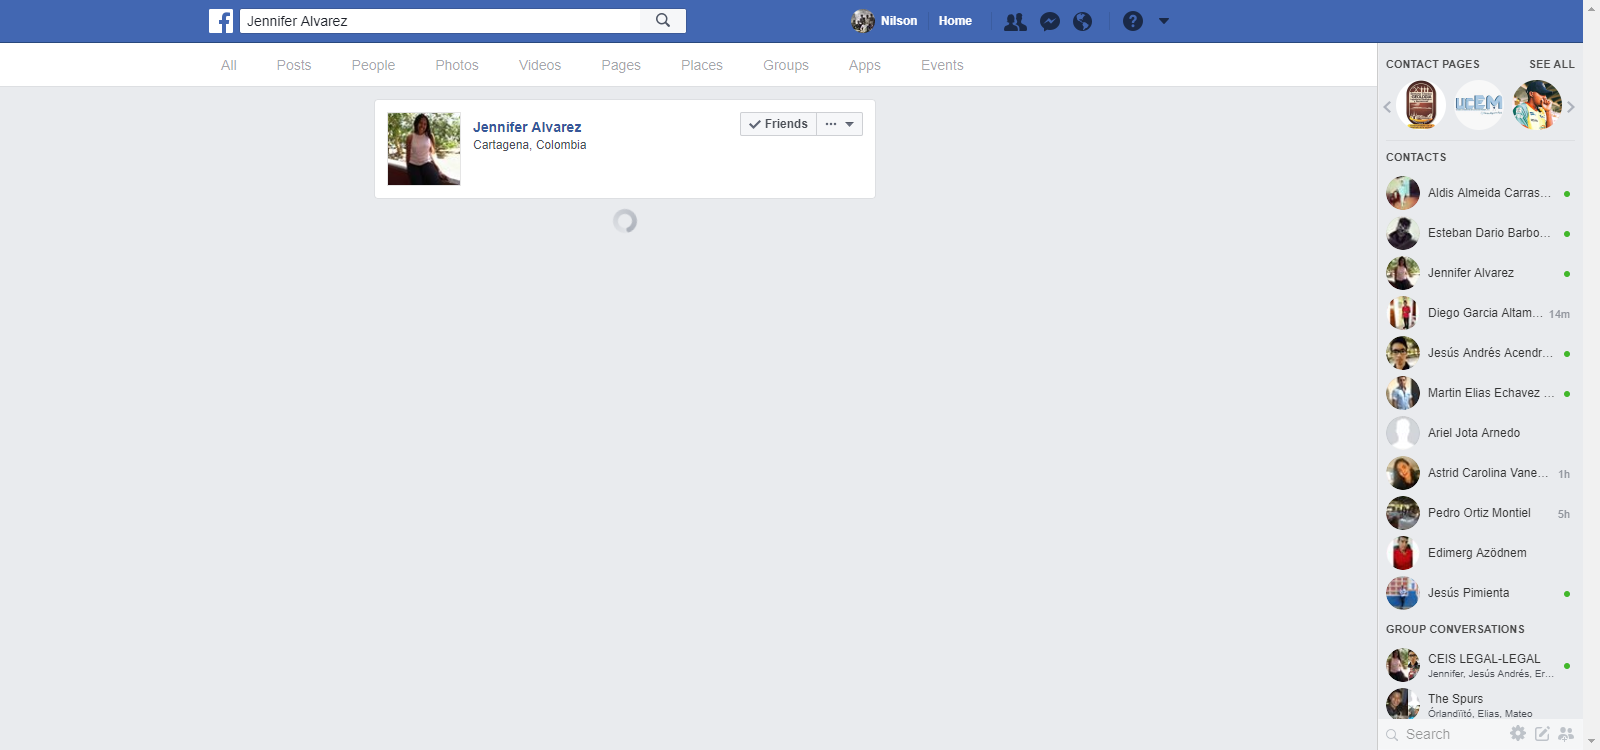 Jennifer Alvarez
Nilson
Home
All Posts People Photos Videos Pages Places Groups Apps Events
Jennifer Alvarez
Cartagena, Colombia
Friends
CONTACT PAGES SEE ALL
UCEM
CONTACTS
Aldis Almeida Carras...
Esteban Dario Barbo...
Jennifer Alvarez
Diego Garcia Altam... 14m
Jesús Andrés Acendr...
Martin Elias Echavez ...
Ariel Jota Arnedo
Astrid Carolina Vane... 1h
Pedro Ortiz Montiel 5h
Edimerg Azödnem
Jesús Pimienta
GROUP CONVERSATIONS
CEIS LEGAL-LEGAL
Jennifer, Jesús Andrés, Er...
The Spurs
Órlandïïtó, Elias, Mateo
Search